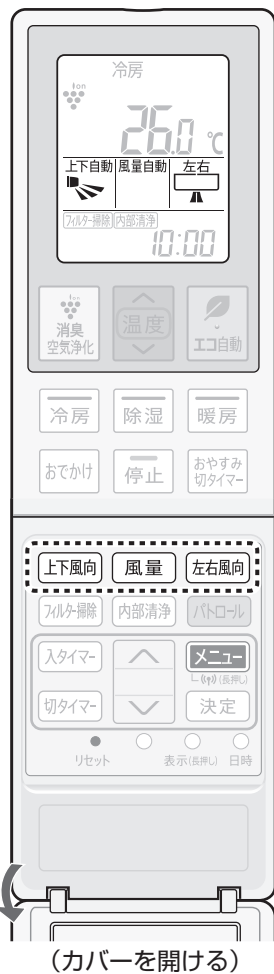 冷房
ion
26.0 ℃
上下自動 風量自動 左右
フィルター掃除 内部清浄
10:00
消臭
空気浄化
温度
エコ自動
冷房 除湿 暖房
おでかけ 停止 おやすみ
切タイマー
上下風向 風量 左右風向
フィルター掃除 内部清浄 パトロール
入タイマー メニュー
(長押し)
切タイマー 決定
リセット 表示(長押し) 日時
(カバーを開ける)